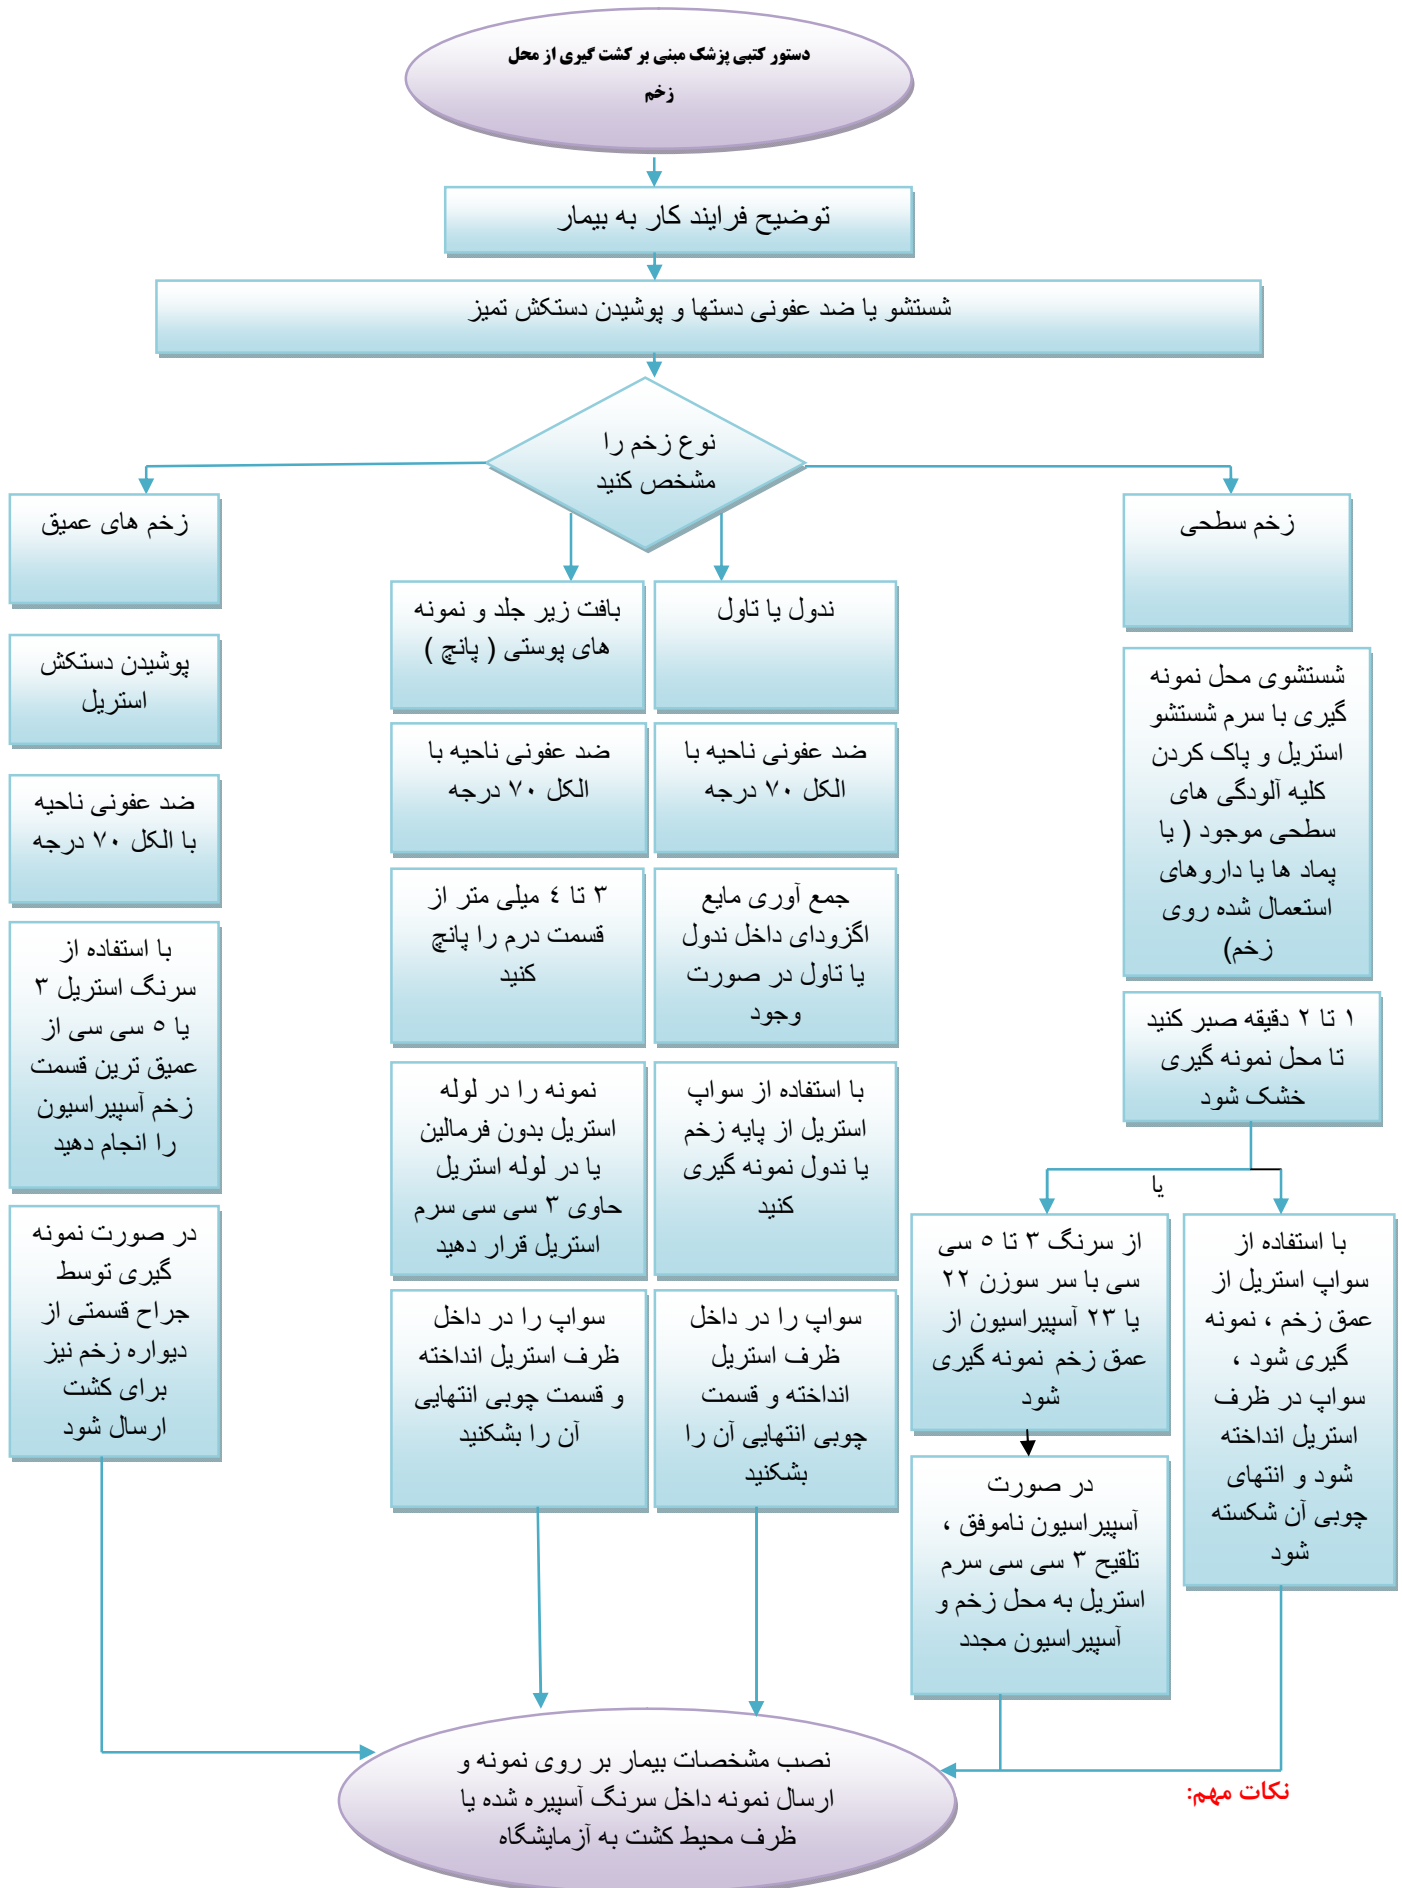 دستور کتبی پزشک مبنی بر کشت گیری از محل
زخم
توضیح فرایند کار به بیمار
شستشو یا ضد عفونی دستها و پوشیدن دستکش تمیز
نوع زخم را
مشخص کنید
زخم سطحی
شستشوی محل نمونه
گیری با سرم شستشو
استریل و پاک کردن
کلیه آلودگی های
سطحی موجود ( یا
پماد ها یا داروهای
استعمال شده روی
زخم)
۱ تا ۲ دقیقه صبر کنید
تا محل نمونه گیری
خشک شود
یا
با استفاده از
سواپ استریل از
عمق زخم ، نمونه
گیری شود ،
سواپ در ظرف
استریل انداخته
شود و انتهای
چوبی آن شکسته
شود
از سرنگ ۳ تا ۵ سی
سی با سر سوزن ۲۲
یا ۲۳ آسپیراسیون از
عمق زخم نمونه گیری
شود
در صورت
آسپیراسیون ناموفق ،
تلقیح ۳ سی سی سرم
استریل به محل زخم و
آسپیراسیون مجدد
ندول یا تاول
ضد عفونی ناحیه با
الکل ۷۰ درجه
جمع آوری مایع
اگزودای داخل ندول
یا تاول در صورت
وجود
با استفاده از سواپ
استریل از پایه زخم
یا ندول نمونه گیری
کنید
سواپ را در داخل
ظرف استریل
انداخته و قسمت
چوبی انتهایی آن را
بشکنید
بافت زیر جلد و نمونه
های پوستی ( پانچ )
ضد عفونی ناحیه با
الکل ۷۰ درجه
۳ تا ٤ میلی متر از
قسمت درم را پانچ
کنید
نمونه را در لوله
استریل بدون فرمالین
یا در لوله استریل
حاوی ۳ سی سی سرم
استریل قرار دهید
سواپ را در داخل
ظرف استریل انداخته
و قسمت چوبی انتهایی
آن را بشکنید
زخم های عمیق
پوشیدن دستکش
استریل
ضد عفونی ناحیه
با الکل ۷۰ درجه
با استفاده از
سرنگ استریل ۳
یا ۵ سی سی از
عمیق ترین قسمت
زخم آسپیراسیون
را انجام دهید
در صورت نمونه
گیری توسط
جراح قسمتی از
دیواره زخم نیز
برای کشت
ارسال شود
نصب مشخصات بیمار بر روی نمونه و
ارسال نمونه داخل سرنگ آسپیره شده یا
ظرف محیط کشت به آزمایشگاه
نکات مهم: